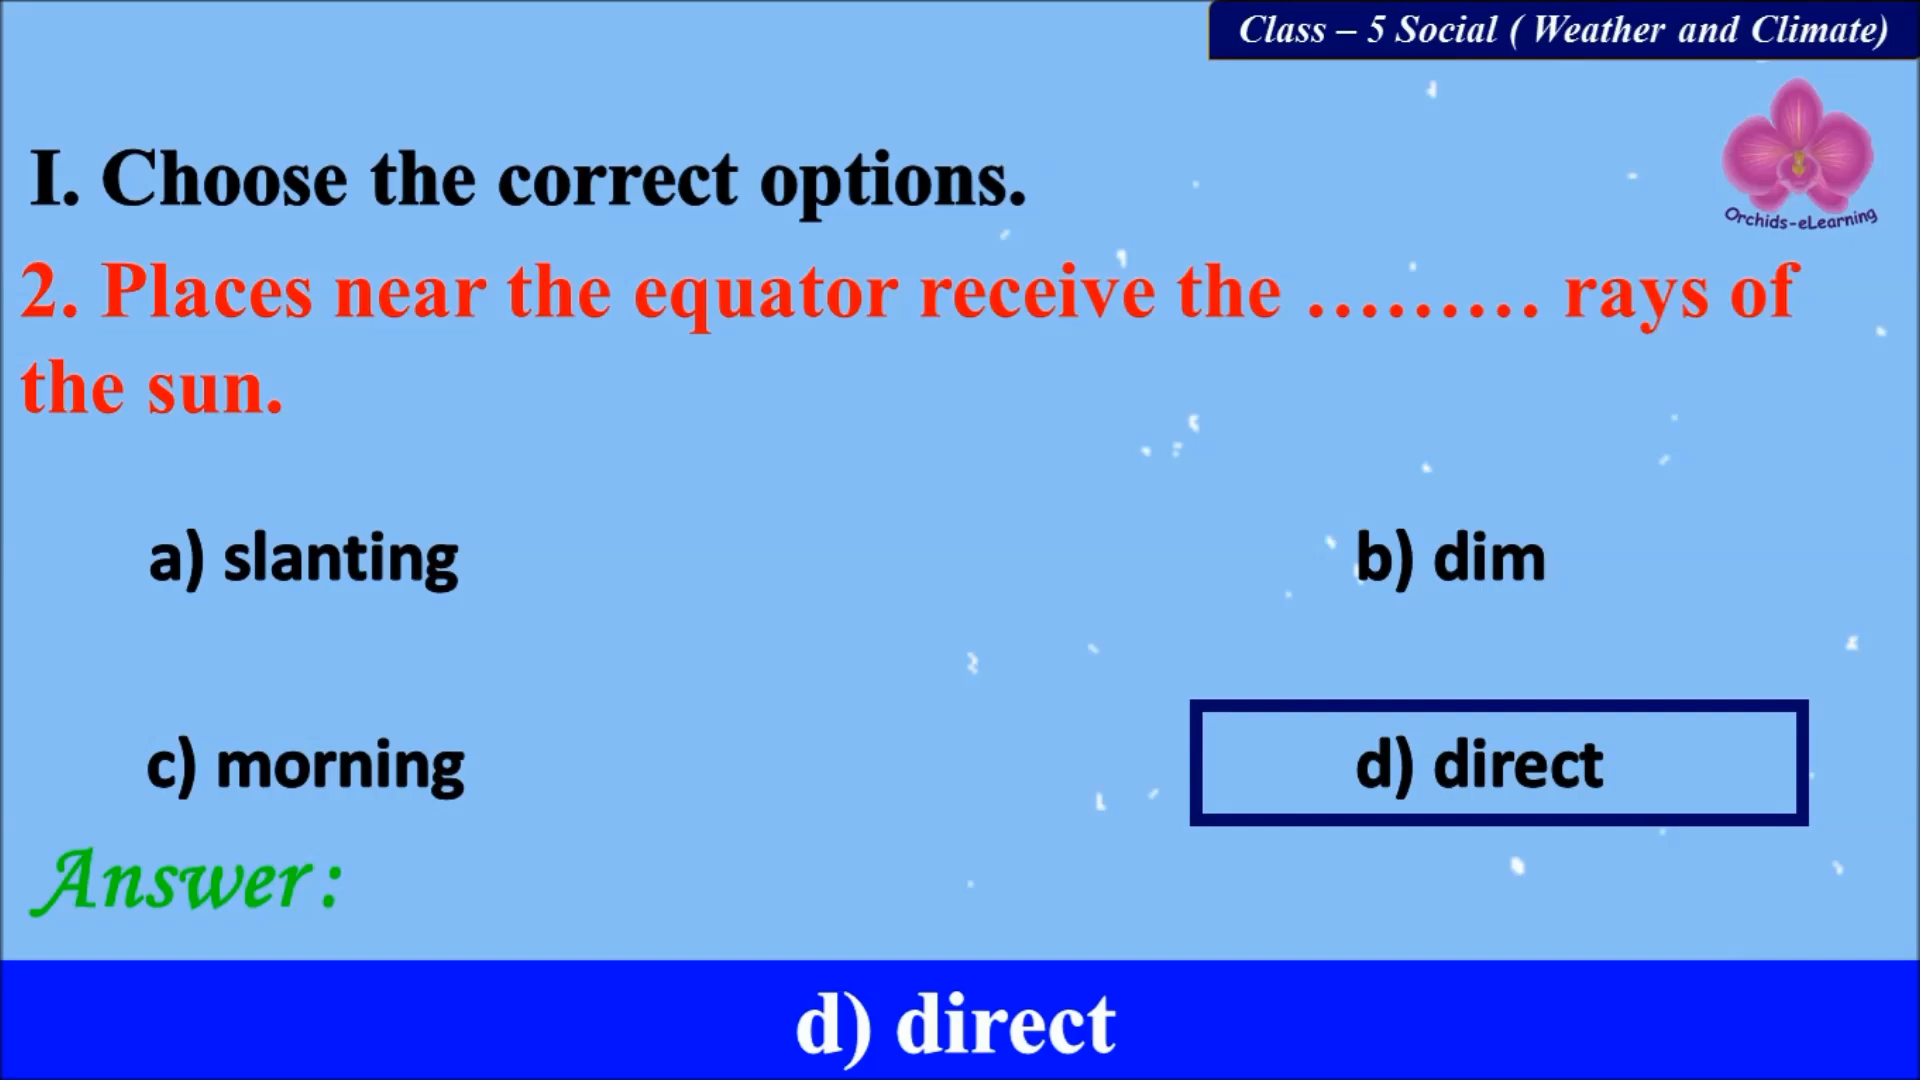 Class – 5 Social ( Weather and Climate)
Orchids-eLearning
I. Choose the correct options.
2. Places near the equator receive the ……… rays of
the sun.
a) slanting
b) dim
c) morning
d) direct
Answer:
d) direct